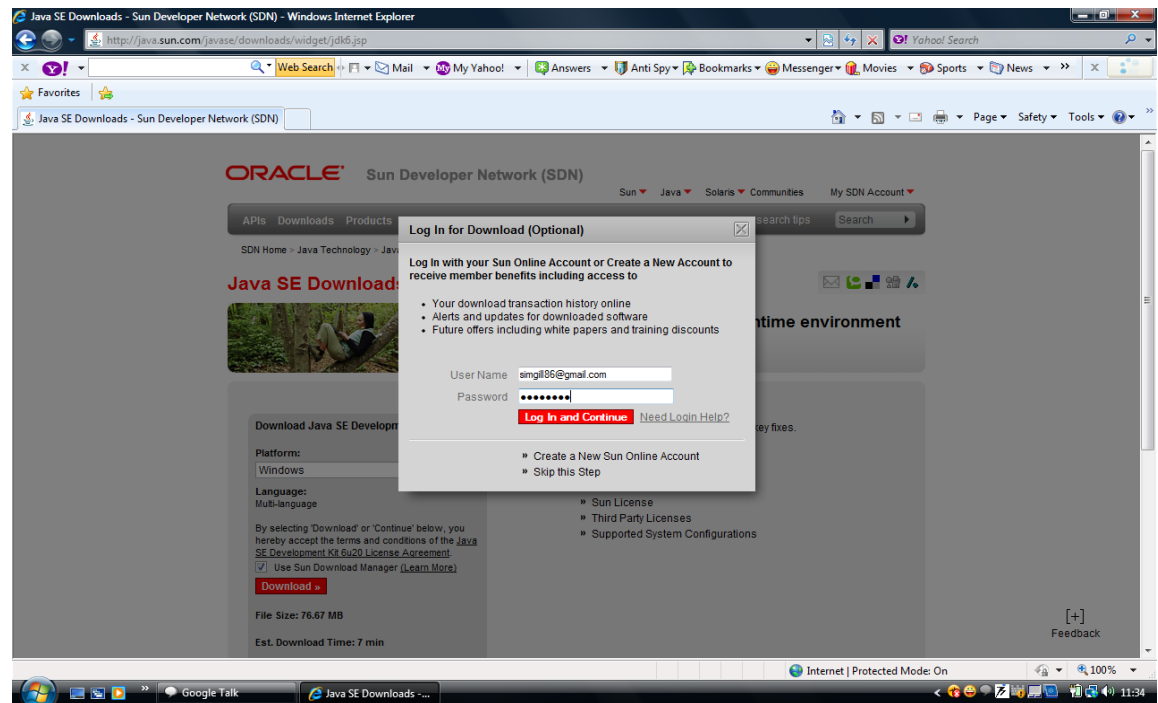 Java SE Downloads - Sun Developer Network (SDN) - Windows Internet Explorer
http://java.sun.com/javase/downloads/widget/jdk6.jsp
Yahoo! Search
Web Search
Mail
My Yahoo!
Answers
Anti Spy
Bookmarks
Messenger
Movies
Sports
News
Favorites
Java SE Downloads - Sun Developer Network (SDN)
Page
Safety
Tools
ORACLE Sun Developer Network (SDN)
Sun Java Solaris Communities My SDN Account
APIs Downloads Products
search tips
Search
SDN Home > Java Technology > Jav
Java SE Download
ntime environment
Log In for Download (Optional)
Log In with your Sun Online Account or Create a New Account to
receive member benefits including access to
• Your download transaction history online
• Alerts and updates for downloaded software
• Future offers including white papers and training discounts
User Name simgill86@gmail.com
Password ••••••••
Log In and Continue Need Login Help?
» Create a New Sun Online Account
» Skip this Step
Download Java SE Developm
Platform:
Windows
Language:
Multi-language
By selecting 'Download' or 'Continue' below, you
hereby accept the terms and conditions of the Java
SE Development Kit 6u20 License Agreement.
Use Sun Download Manager (Learn More)
Download »
File Size: 76.67 MB
Est. Download Time: 7 min
key fixes.
» Sun License
» Third Party Licenses
» Supported System Configurations
[+]
Feedback
Internet | Protected Mode: On
100%
Google Talk
Java SE Downloads -...
11:34